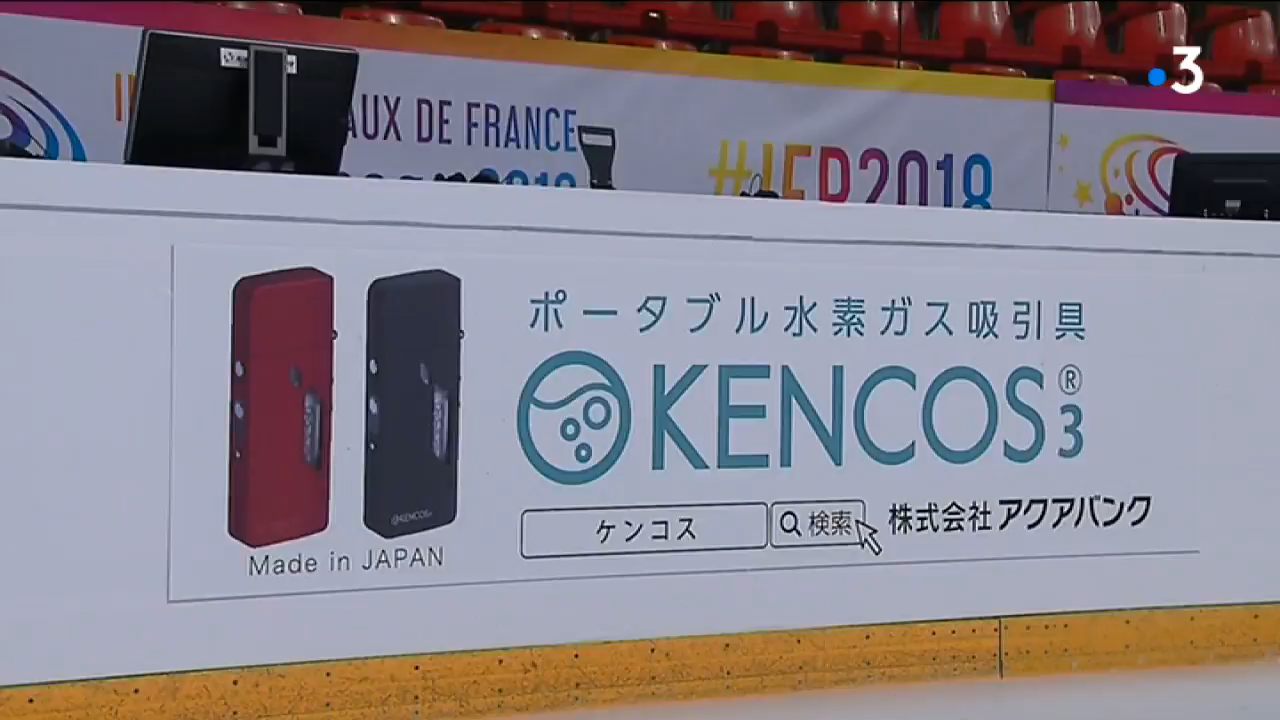 3
AUX DE FRANCE
#IFP2018
ポータブル水素ガス吸引具
KENCOS®3
ケンコス
検索
株式会社アクアバンク
KENCOS
Made in JAPAN